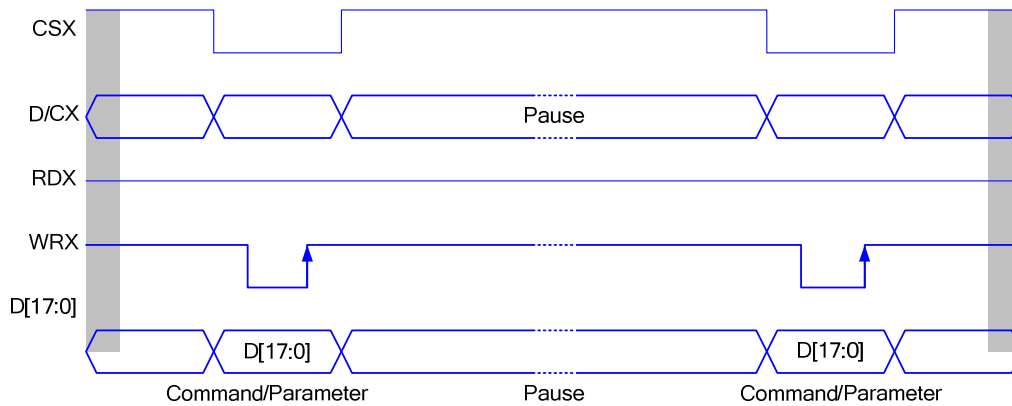 CSX
D/CX
Pause
RDX
WRX
D[17:0]
D[17:0]
D[17:0]
Command/Parameter
Pause
Command/Parameter